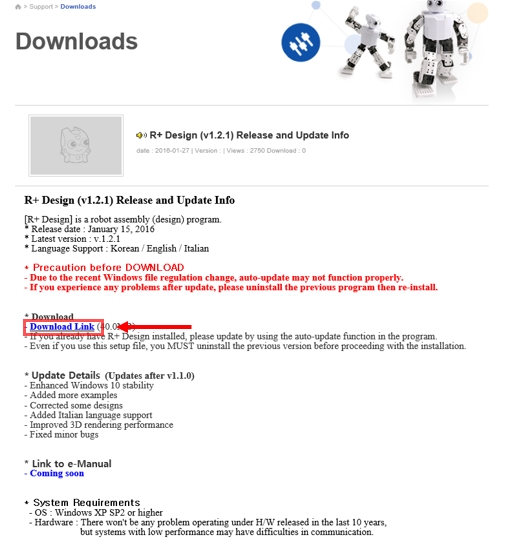 > Support > Downloads
Downloads
R+ Design (v1.2.1) Release and Update Info
date : 2016-01-27 | Version : | Views : 2750 Download : 0
R+ Design (v1.2.1) Release and Update Info
[R+ Design] is a robot assembly (design) program.
* Release date : January 15, 2016
* Latest version : v.1.2.1
* Language Support : Korean / English / Italian
* Precaution before DOWNLOAD
- Due to the recent Windows file regulation change, auto-update may not function properly.
- If you experience any problems after update, please uninstall the previous program then re-install.
* Download
- Download Link
- If you already have R+ Design installed, please update by using the auto-update function in the program.
- Even if you use this setup file, you MUST uninstall the previous version before proceeding with the installation.
* Update Details (Updates after v1.1.0)
- Enhanced Windows 10 stability
- Added more examples
- Corrected some designs
- Added Italian language support
- Improved 3D rendering performance
- Fixed minor bugs
* Link to e-Manual
- Coming soon
* System Requirements
- OS : Windows XP SP2 or higher
- Hardware : There won't be any problem operating under H/W released in the last 10 years,
but systems with low performance may have difficulties in communication.